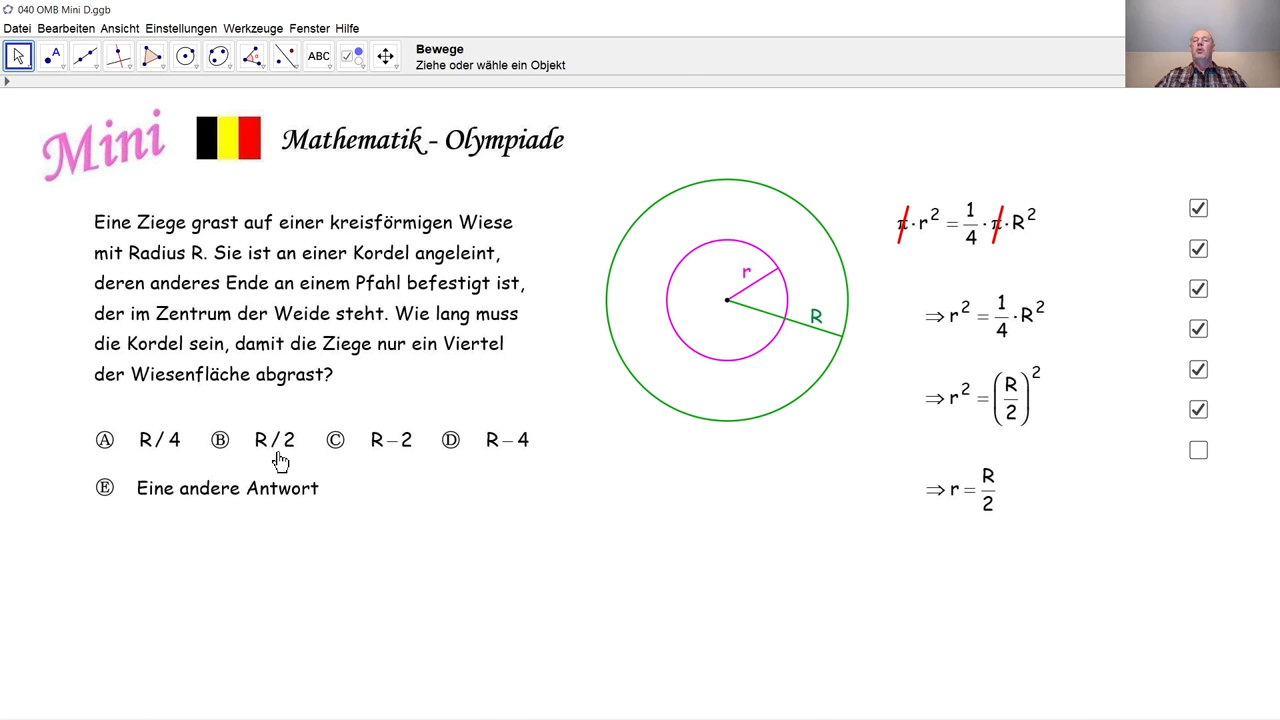 040 OMB Mini D.ggb
Datei Bearbeiten Ansicht Einstellungen Werkzeuge Fenster Hilfe
A
ABC
Bewege
Ziehe oder wähle ein Objekt
Mini
Mathematik - Olympiade
Eine Ziege grast auf einer kreisförmigen Wiese
mit Radius R. Sie ist an einer Kordel angeleint,
deren anderes Ende an einem Pfahl befestigt ist,
der im Zentrum der Weide steht. Wie lang muss
die Kordel sein, damit die Ziege nur ein Viertel
der Wiesenfläche abgrast?
Ⓐ R / 4 Ⓑ R / 2 Ⓒ R – 2 Ⓓ R – 4
Ⓔ Eine andere Antwort
r
R
π · r² = 1/4 · π · R²
⇒ r² = 1/4 · R²
⇒ r² = (R/2)²
⇒ r = R/2